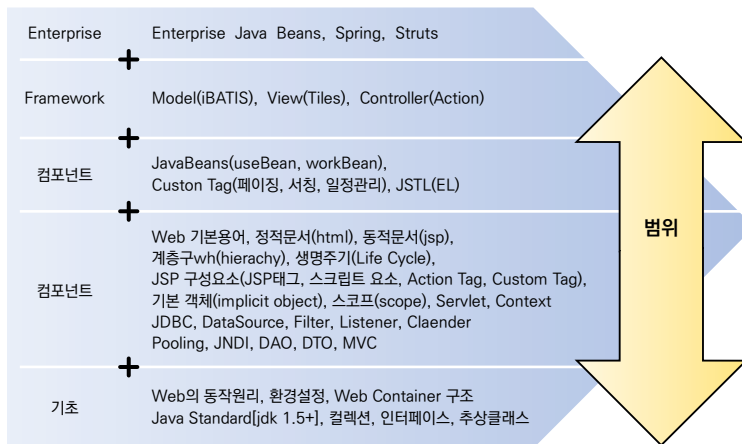 Enterprise
Enterprise Java Beans, Spring, Struts
Framework
Model(iBATIS), View(Tiles), Controller(Action)
컴포넌트
JavaBeans(useBean, workBean),
Custon Tag(페이징, 서칭, 일정관리), JSTL(EL)
컴포넌트
Web 기본용어, 정적문서(html), 동적문서(jsp),
계층구wh(hierachy), 생명주기(Life Cycle),
JSP 구성요소(JSP태그, 스크립트 요소, Action Tag, Custom Tag),
기본 객체(implicit object), 스코프(scope), Servlet, Context
JDBC, DataSource, Filter, Listener, Claender
Pooling, JNDI, DAO, DTO, MVC
기초
Web의 동작원리, 환경설정, Web Container 구조
Java Standard[jdk 1.5+], 컬렉션, 인터페이스, 추상클래스
범위